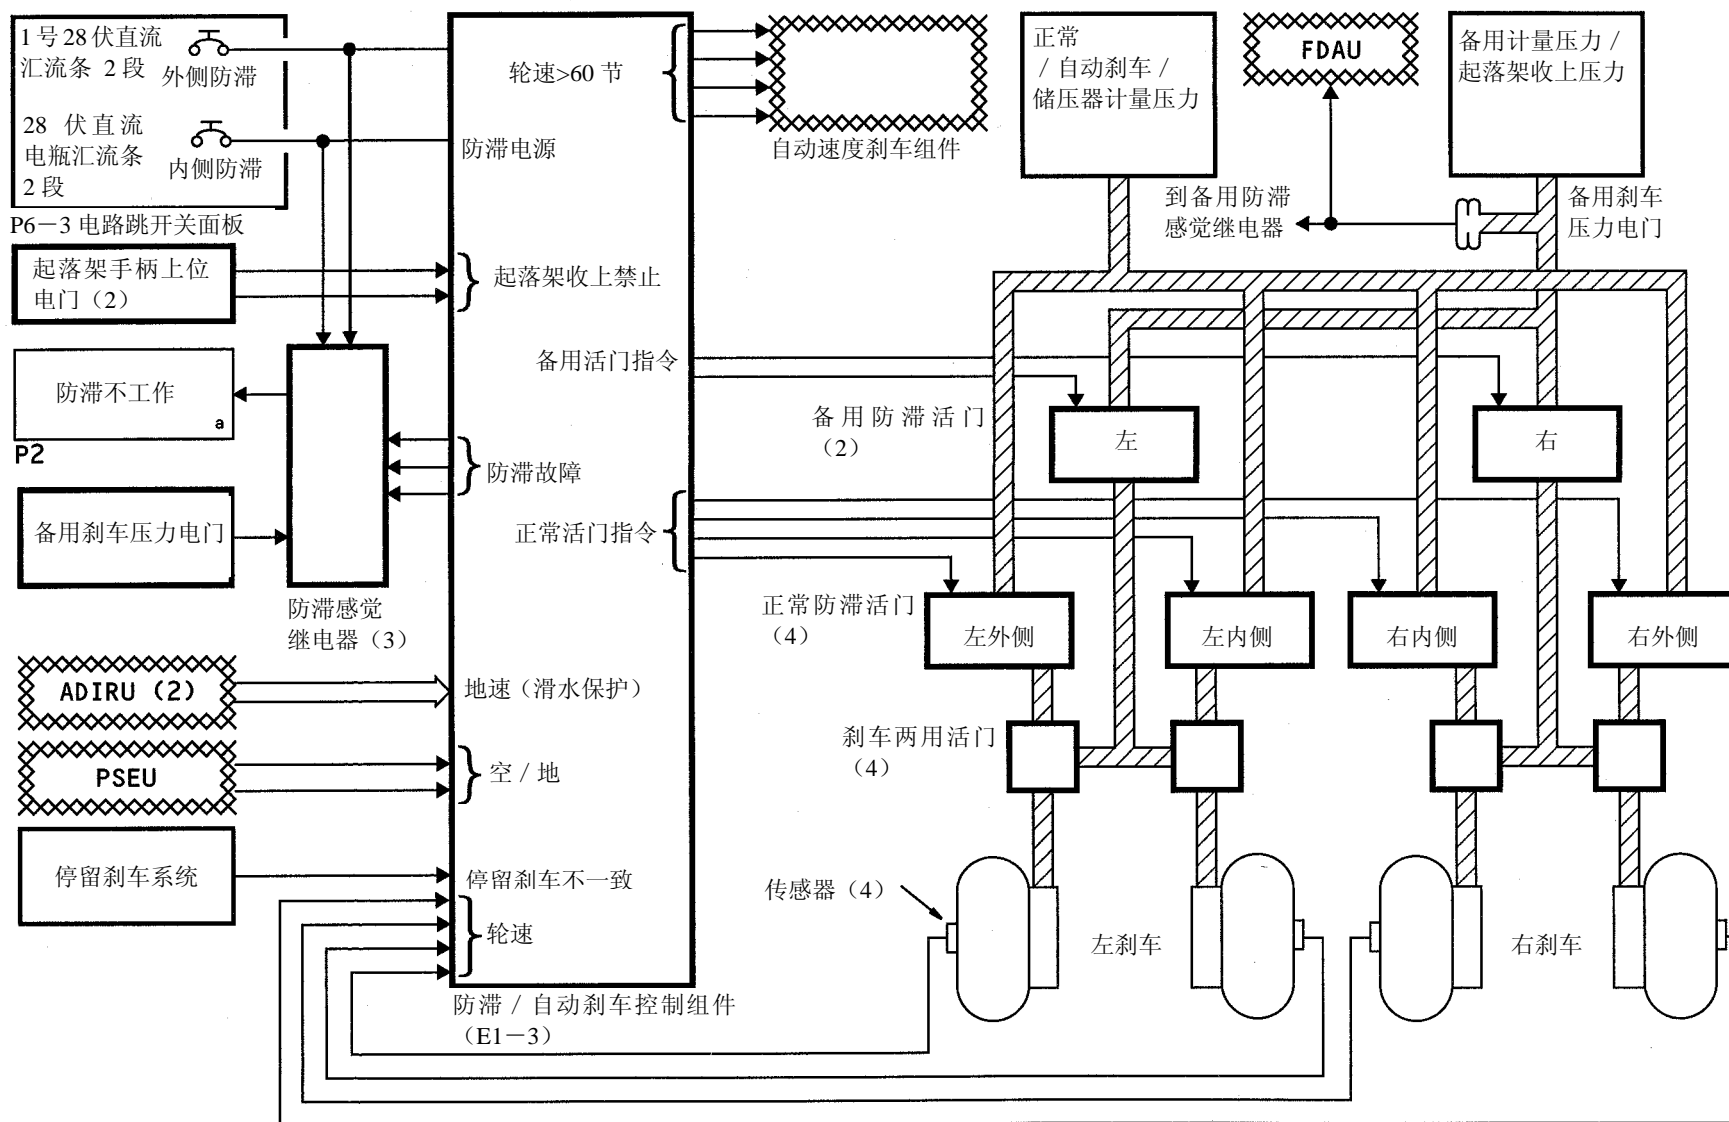 1号28伏直流
汇流条 2段
外侧防滞
28 伏直流
电瓶汇流条
2段
内侧防滞
P6－3 电路跳开关面板
起落架手柄上位
电门（2）
防滞不工作
a
P2
备用刹车压力电门
防滞感觉
继电器（3）
ADIRU (2)
PSEU
停留刹车系统
轮速>60 节
防滞电源
起落架收上禁止
备用活门指令
防滞故障
正常活门指令
地速（滑水保护）
空／地
停留刹车不一致
轮速
防滞／自动刹车控制组件
（E1－3）
自动速度刹车组件
正常
／自动刹车／
储压器计量压力
FDAU
备用计量压力／
起落架收上压力
到备用防滞
感觉继电器
备用刹车
压力电门
备用防滞活门
（2）
左
右
正常防滞活门
（4）
左外侧
左内侧
右内侧
右外侧
刹车两用活门
（4）
传感器（4）
左刹车
右刹车